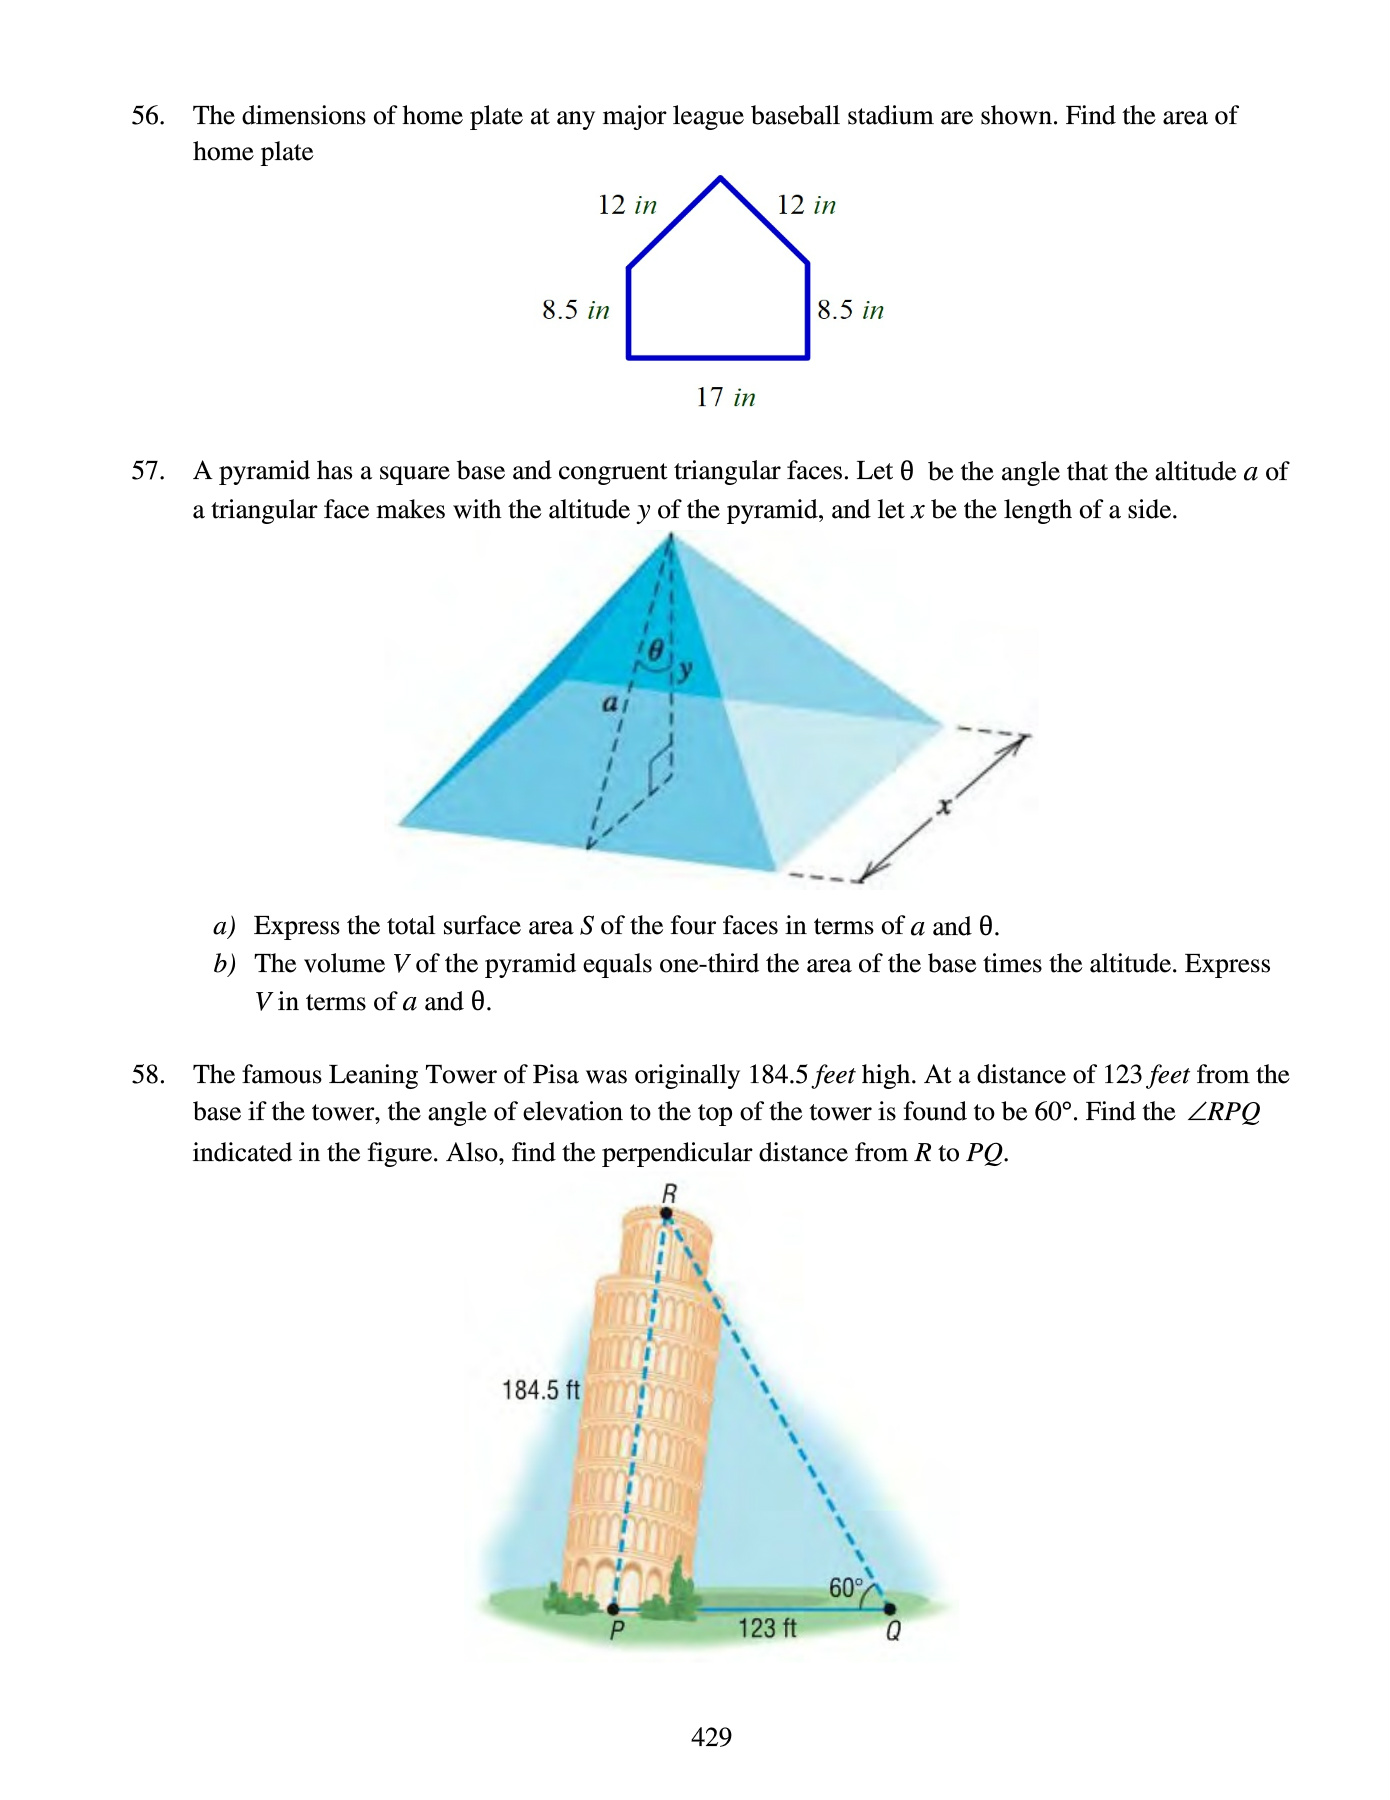 56. The dimensions of home plate at any major league baseball stadium are shown. Find the area of
home plate
12 in
12 in
8.5 in
8.5 in
17 in
57. A pyramid has a square base and congruent triangular faces. Let θ be the angle that the altitude a of
a triangular face makes with the altitude y of the pyramid, and let x be the length of a side.
θ
y
a
x
a) Express the total surface area S of the four faces in terms of a and θ.
b) The volume V of the pyramid equals one-third the area of the base times the altitude. Express
V in terms of a and θ.
58. The famous Leaning Tower of Pisa was originally 184.5 feet high. At a distance of 123 feet from the
base if the tower, the angle of elevation to the top of the tower is found to be 60°. Find the ∠RPQ
indicated in the figure. Also, find the perpendicular distance from R to PQ.
R
184.5 ft
60°
P
123 ft
Q
429